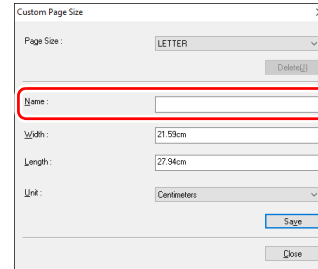 Custom Page Size
Page Size :
LETTER
Delete(J)
Name :
Width :
21.59cm
Length :
27.94cm
Unit :
Centimeters
Save
Close